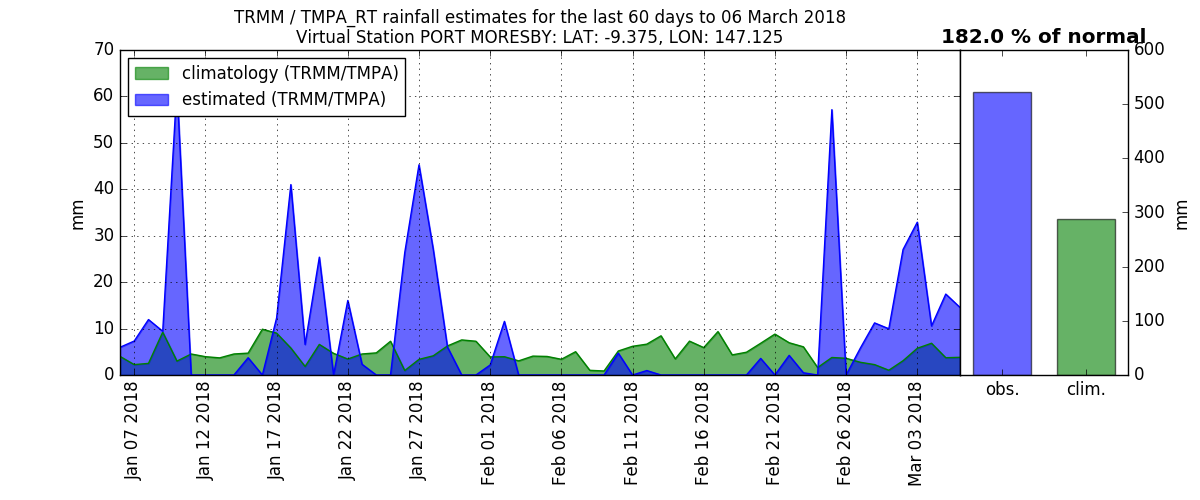 TRMM / TMPA_RT rainfall estimates for the last 60 days to 06 March 2018
Virtual Station PORT MORESBY: LAT: -9.375, LON: 147.125
182.0 % of normal
climatology (TRMM/TMPA)
estimated (TRMM/TMPA)
70
60
50
40
30
20
10
0
mm
Jan 07 2018
Jan 12 2018
Jan 17 2018
Jan 22 2018
Jan 27 2018
Feb 01 2018
Feb 06 2018
Feb 11 2018
Feb 16 2018
Feb 21 2018
Feb 26 2018
Mar 03 2018
obs.
clim.
600
500
400
300
200
100
0
mm